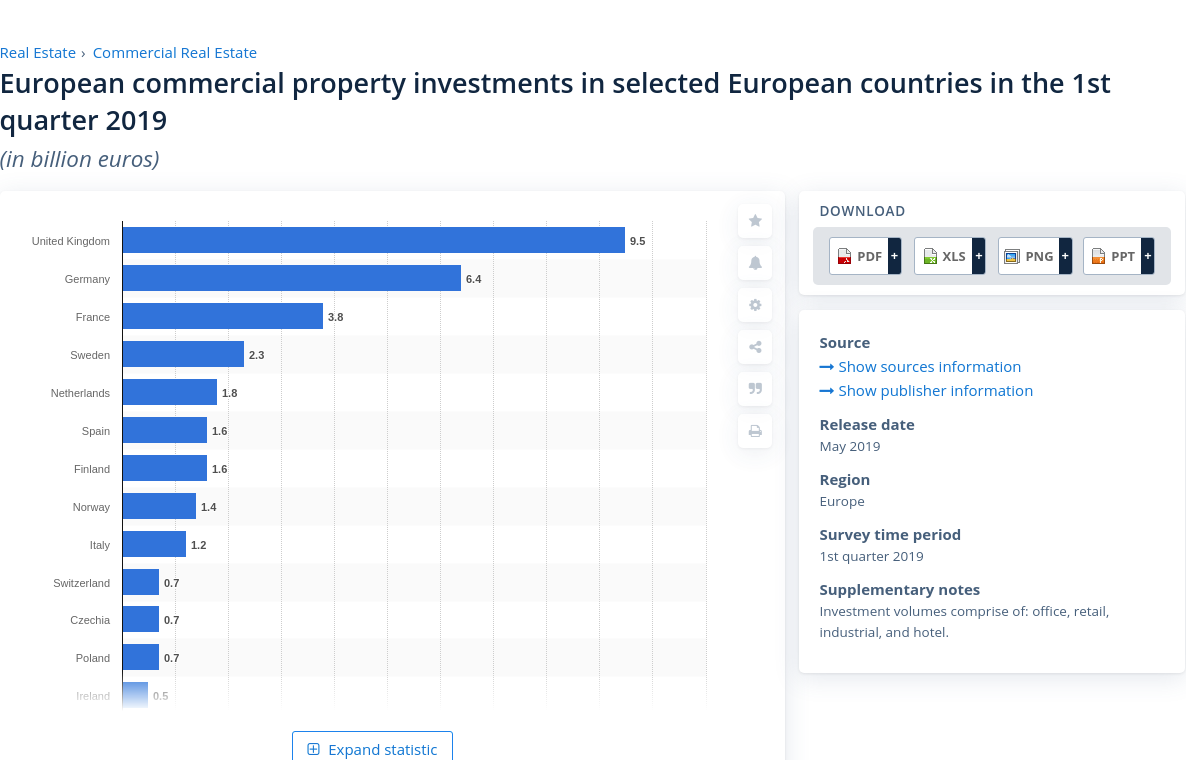 Real Estate › Commercial Real Estate
European commercial property investments in selected European countries in the 1st
quarter 2019
(in billion euros)
United Kingdom 9.5
Germany 6.4
France 3.8
Sweden 2.3
Netherlands 1.8
Spain 1.6
Finland 1.6
Norway 1.4
Italy 1.2
Switzerland 0.7
Czechia 0.7
Poland 0.7
Ireland 0.5
Expand statistic
DOWNLOAD
PDF + XLS + PNG + PPT +
Source
Show sources information
Show publisher information
Release date
May 2019
Region
Europe
Survey time period
1st quarter 2019
Supplementary notes
Investment volumes comprise of: office, retail,
industrial, and hotel.